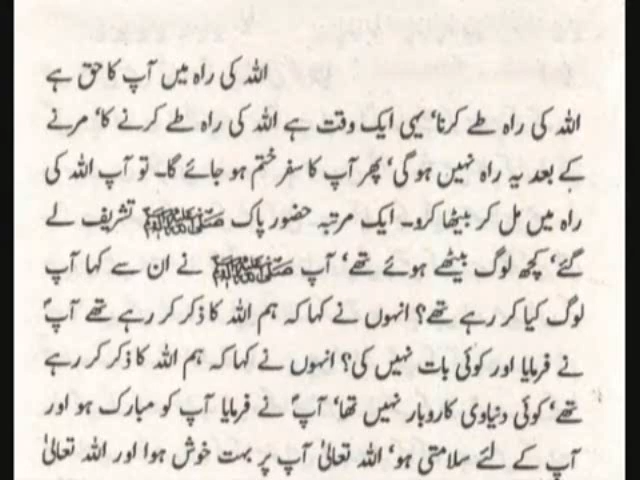 اللہ کی راہ میں آپ کا حق ہے
اللہ کی راہ طے کرنا، یہی ایک وقت ہے اللہ کی راہ طے کرنے کا، مرنے
کے بعد یہ راہ نہیں ہو گی، پھر آپ کا سفر ختم ہو جائے گا۔ تو آپ اللہ کی
راہ میں مل کر بیٹھا کرو۔ ایک مرتبہ حضور پاک ﷺ تشریف لے
گئے، کچھ لوگ بیٹھے ہوئے تھے، آپ ﷺ نے ان سے کہا آپ
لوگ کیا کر رہے تھے؟ انہوں نے کہا کہ ہم اللہ کا ذکر کر رہے تھے آپؐ
نے فرمایا اور کوئی بات نہیں کی؟ انہوں نے کہا کہ ہم اللہ کا ذکر کر رہے
تھے، کوئی دنیاوی کاروبار نہیں تھا، آپؐ نے فرمایا آپ کو مبارک ہو اور
آپ کے لئے سلامتی ہو، اللہ تعالیٰ آپ پر بہت خوش ہوا اور اللہ تعالیٰ